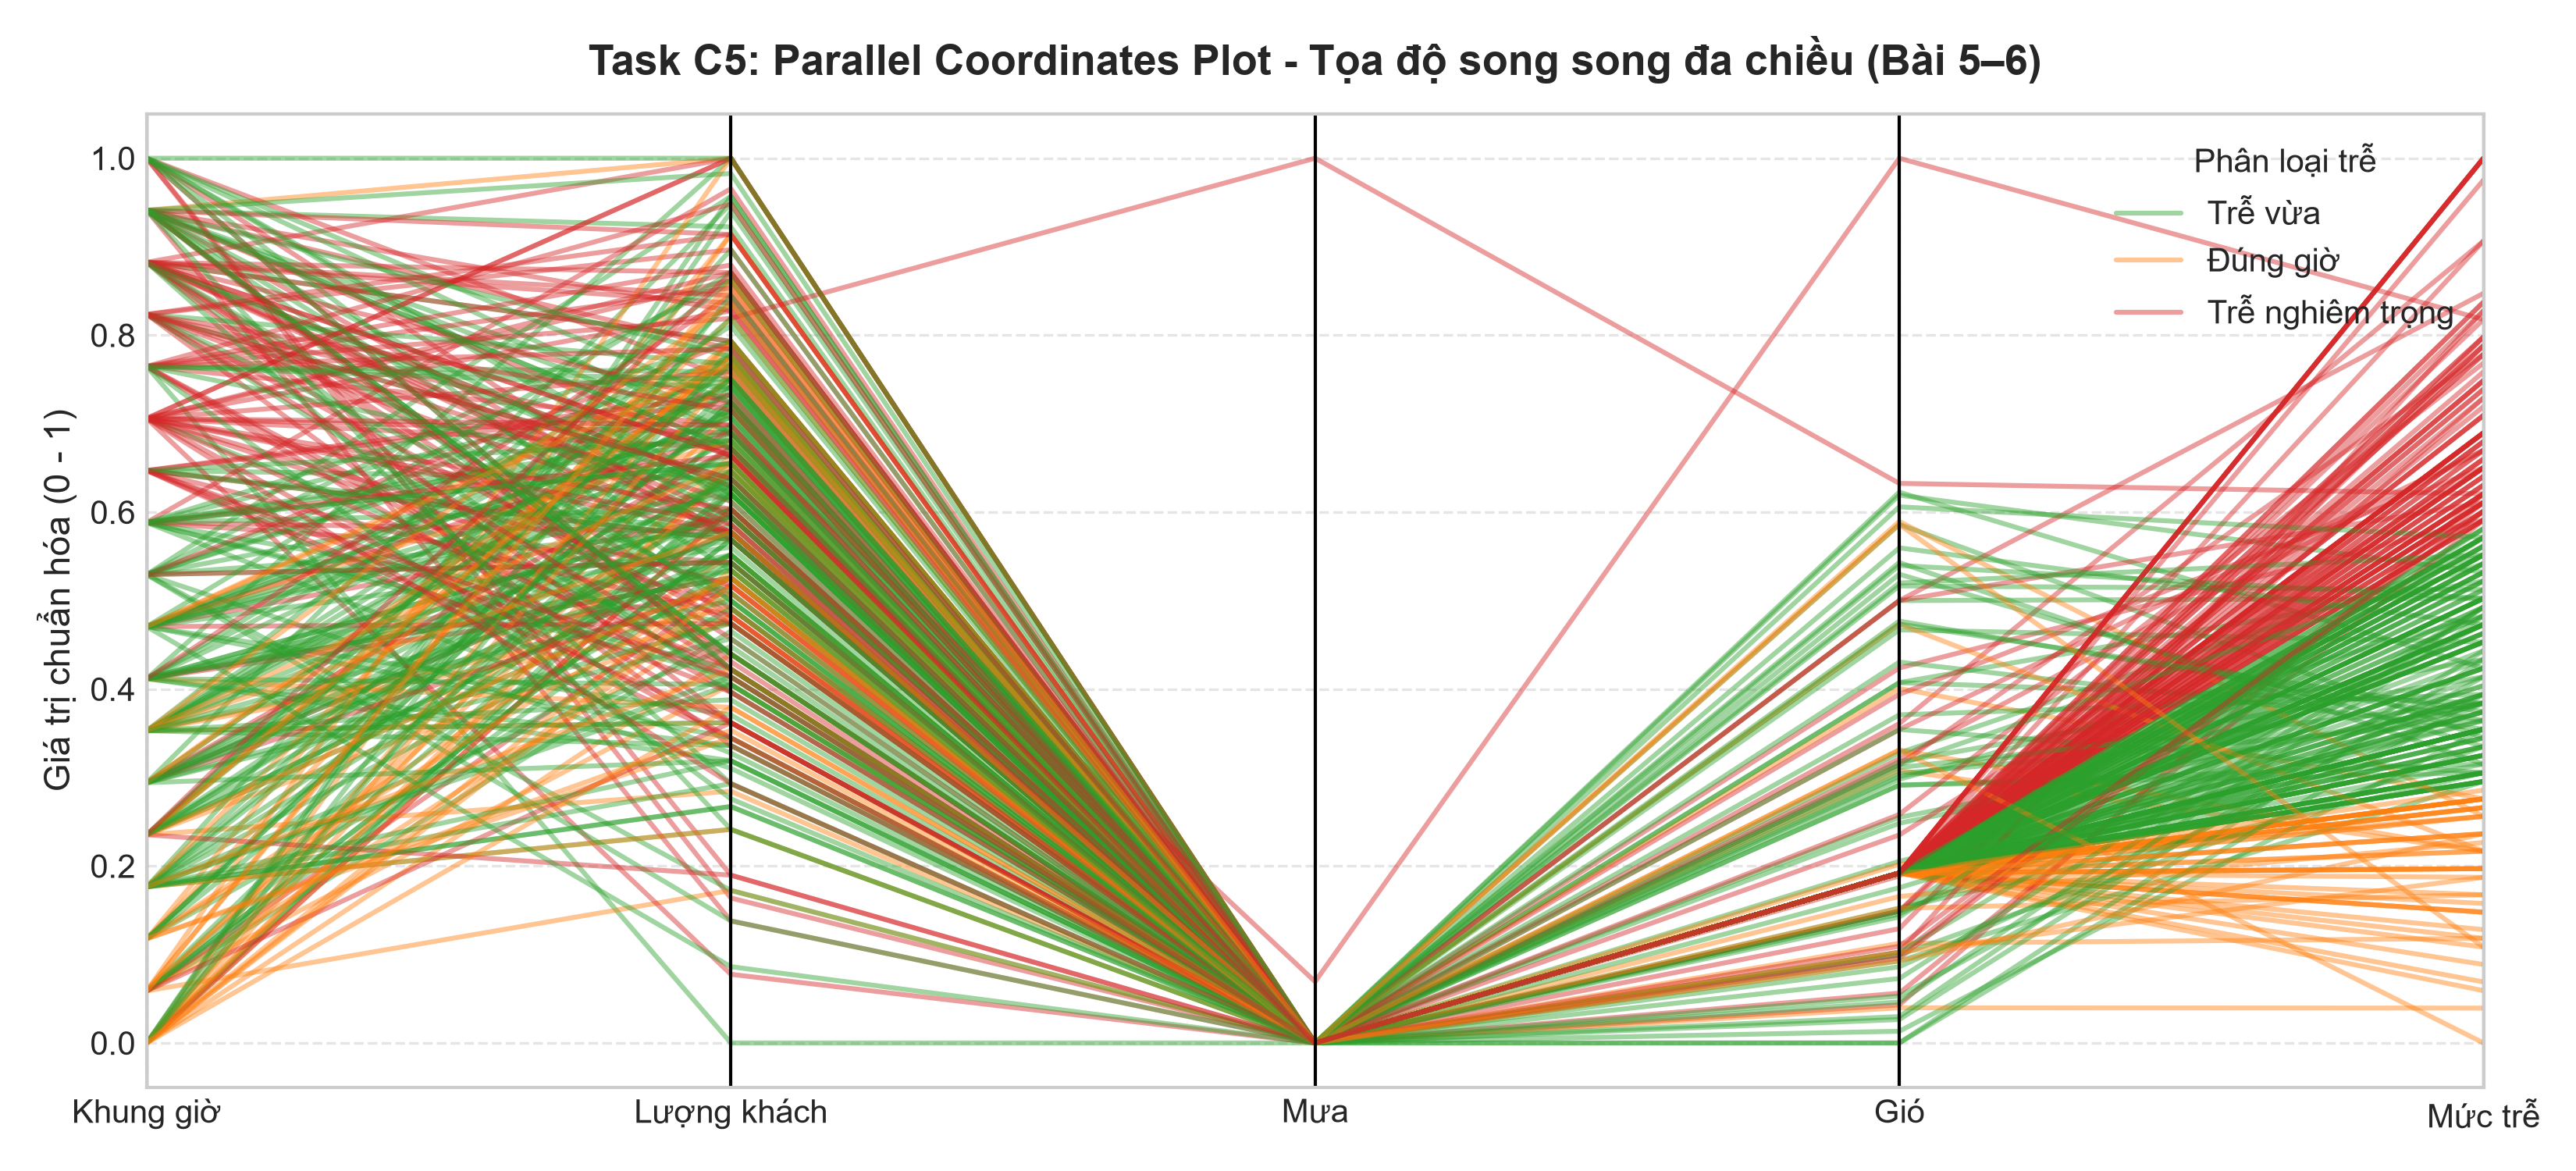 Task C5: Parallel Coordinates Plot - Tọa độ song song đa chiều (Bài 5–6)
Giá trị chuẩn hóa (0 - 1)
1.0
0.8
0.6
0.4
0.2
0.0
Phân loại trễ
Trễ vừa
Đúng giờ
Trễ nghiêm trọng
Khung giờ
Lượng khách
Mưa
Gió
Mức trễ